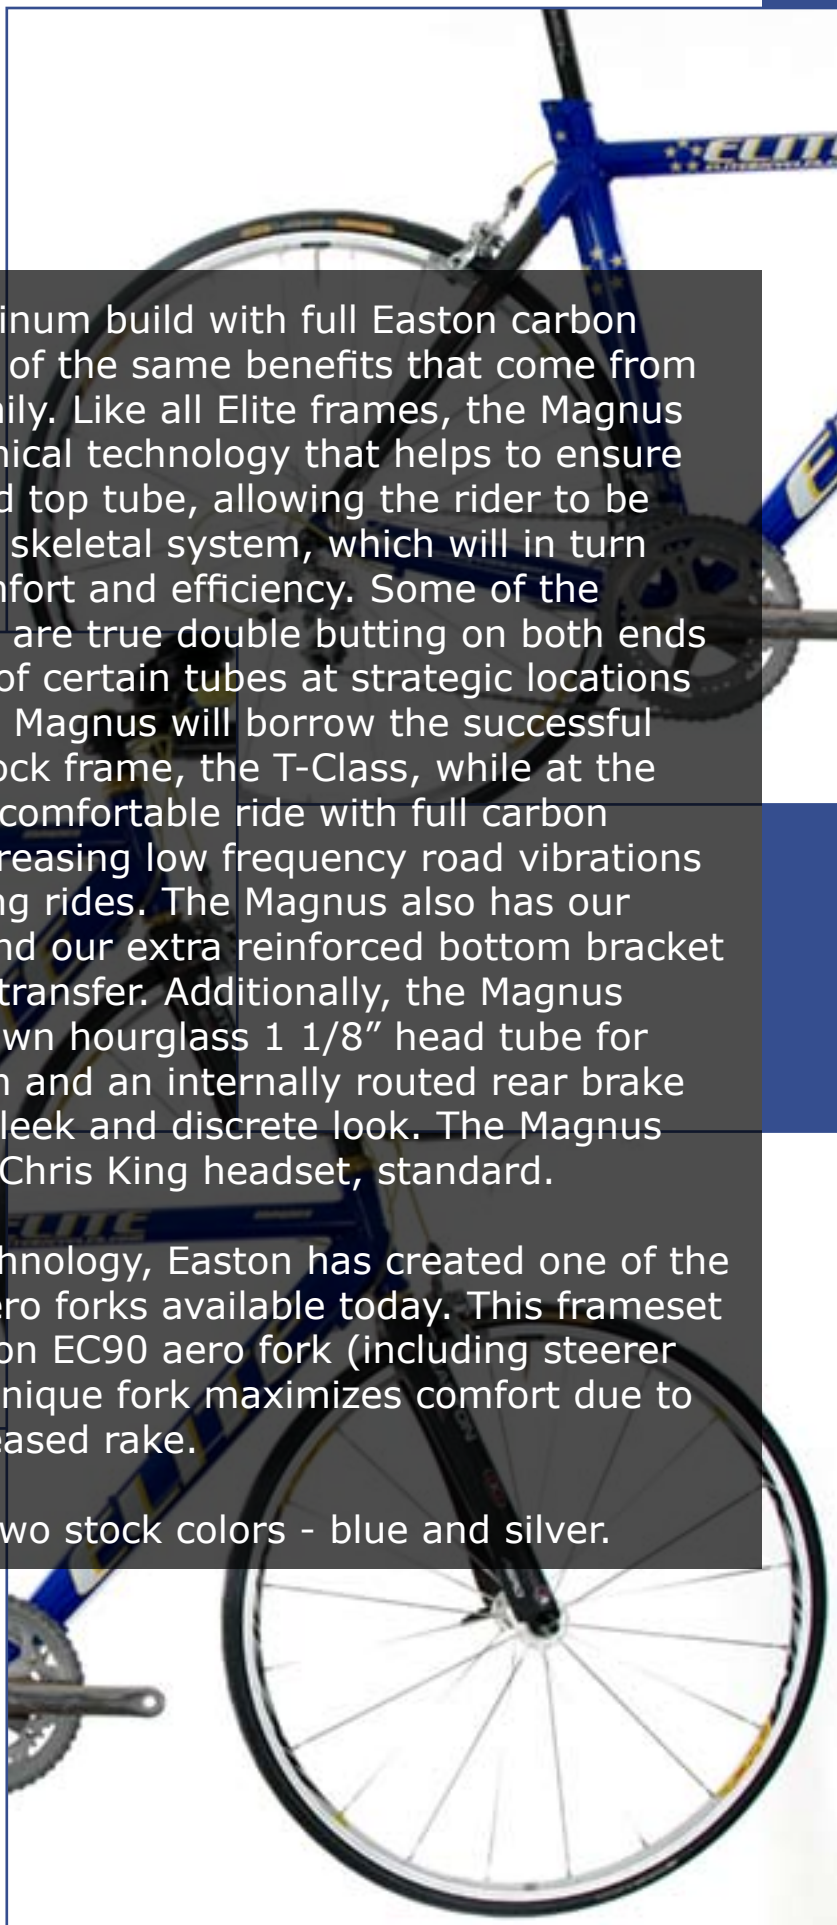 ELITE
inum build with full Easton carbon
of the same benefits that come from
ily. Like all Elite frames, the Magnus
nical technology that helps to ensure
d top tube, allowing the rider to be
skeletal system, which will in turn
nfort and efficiency. Some of the
are true double butting on both ends
of certain tubes at strategic locations
Magnus will borrow the successful
ock frame, the T-Class, while at the
comfortable ride with full carbon
reasing low frequency road vibrations
ng rides. The Magnus also has our
nd our extra reinforced bottom bracket
transfer. Additionally, the Magnus
wn hourglass 1 1/8” head tube for
n and an internally routed rear brake
leek and discrete look. The Magnus
Chris King headset, standard.
ELITE
hnology, Easton has created one of the
ero forks available today. This frameset
on EC90 aero fork (including steerer
nique fork maximizes comfort due to
eased rake.
wo stock colors - blue and silver.
ELITE